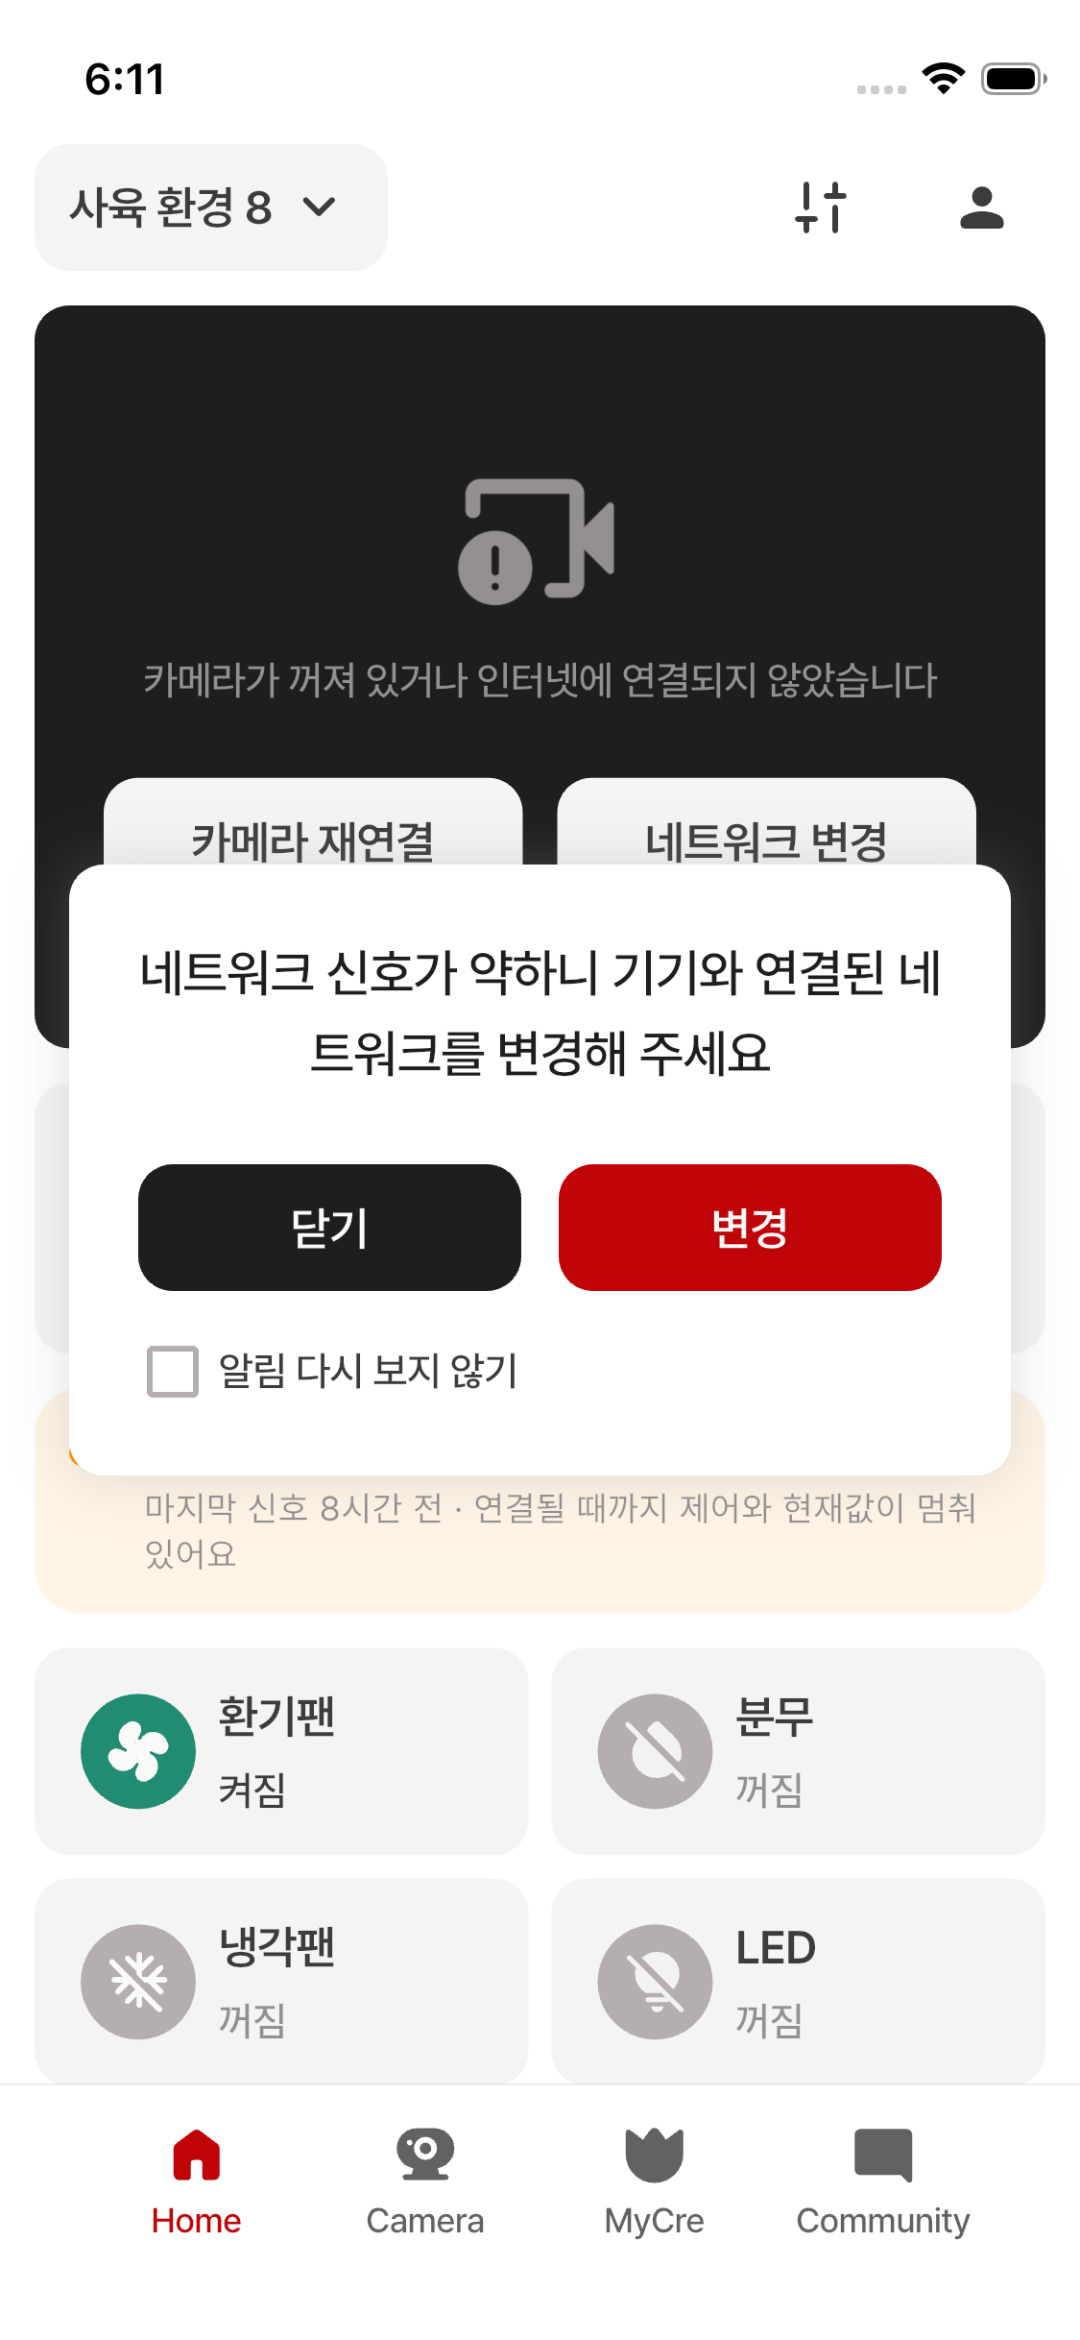 6:11
사육 환경 8
카메라가 꺼져 있거나 인터넷에 연결되지 않았습니다
카메라 재연결
네트워크 변경
네트워크 신호가 약하니 기기와 연결된 네
트워크를 변경해 주세요
닫기
변경
알림 다시 보지 않기
마지막 신호 8시간 전 · 연결될 때까지 제어와 현재값이 멈춰
있어요
환기팬
켜짐
분무
꺼짐
냉각팬
꺼짐
LED
꺼짐
Home
Camera
MyCre
Community